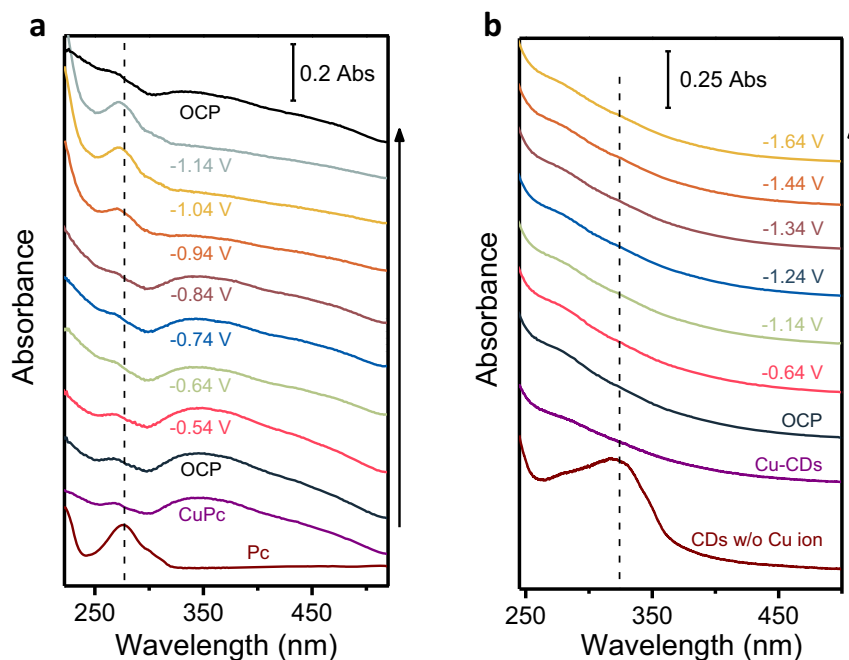 a
0.2 Abs
OCP
-1.14 V
-1.04 V
-0.94 V
-0.84 V
-0.74 V
-0.64 V
-0.54 V
OCP
CuPc
Pc
Absorbance
250
350
450
Wavelength (nm)
b
0.25 Abs
-1.64 V
-1.44 V
-1.34 V
-1.24 V
-1.14 V
-0.64 V
OCP
Cu-CDs
CDs w/o Cu ion
Absorbance
250
350
450
Wavelength (nm)